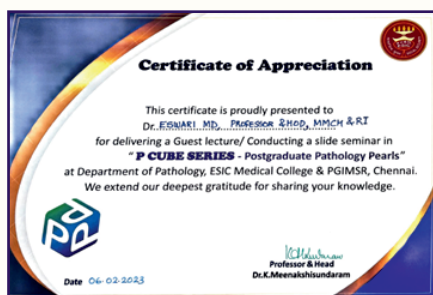 Certificate of Appreciation
This certificate is proudly presented to
Dr. ESWARI MD, PROFESSOR & HOD, MMCH & RI
for delivering a Guest lecture/ Conducting a slide seminar in
" P CUBE SERIES - Postgraduate Pathology Pearls"
at Department of Pathology, ESIC Medical College & PGIMSR, Chennai.
We extend our deepest gratitude for sharing your knowledge.
Professor & Head
Dr.K.Meenakshisundaram
Date 06-02-2023